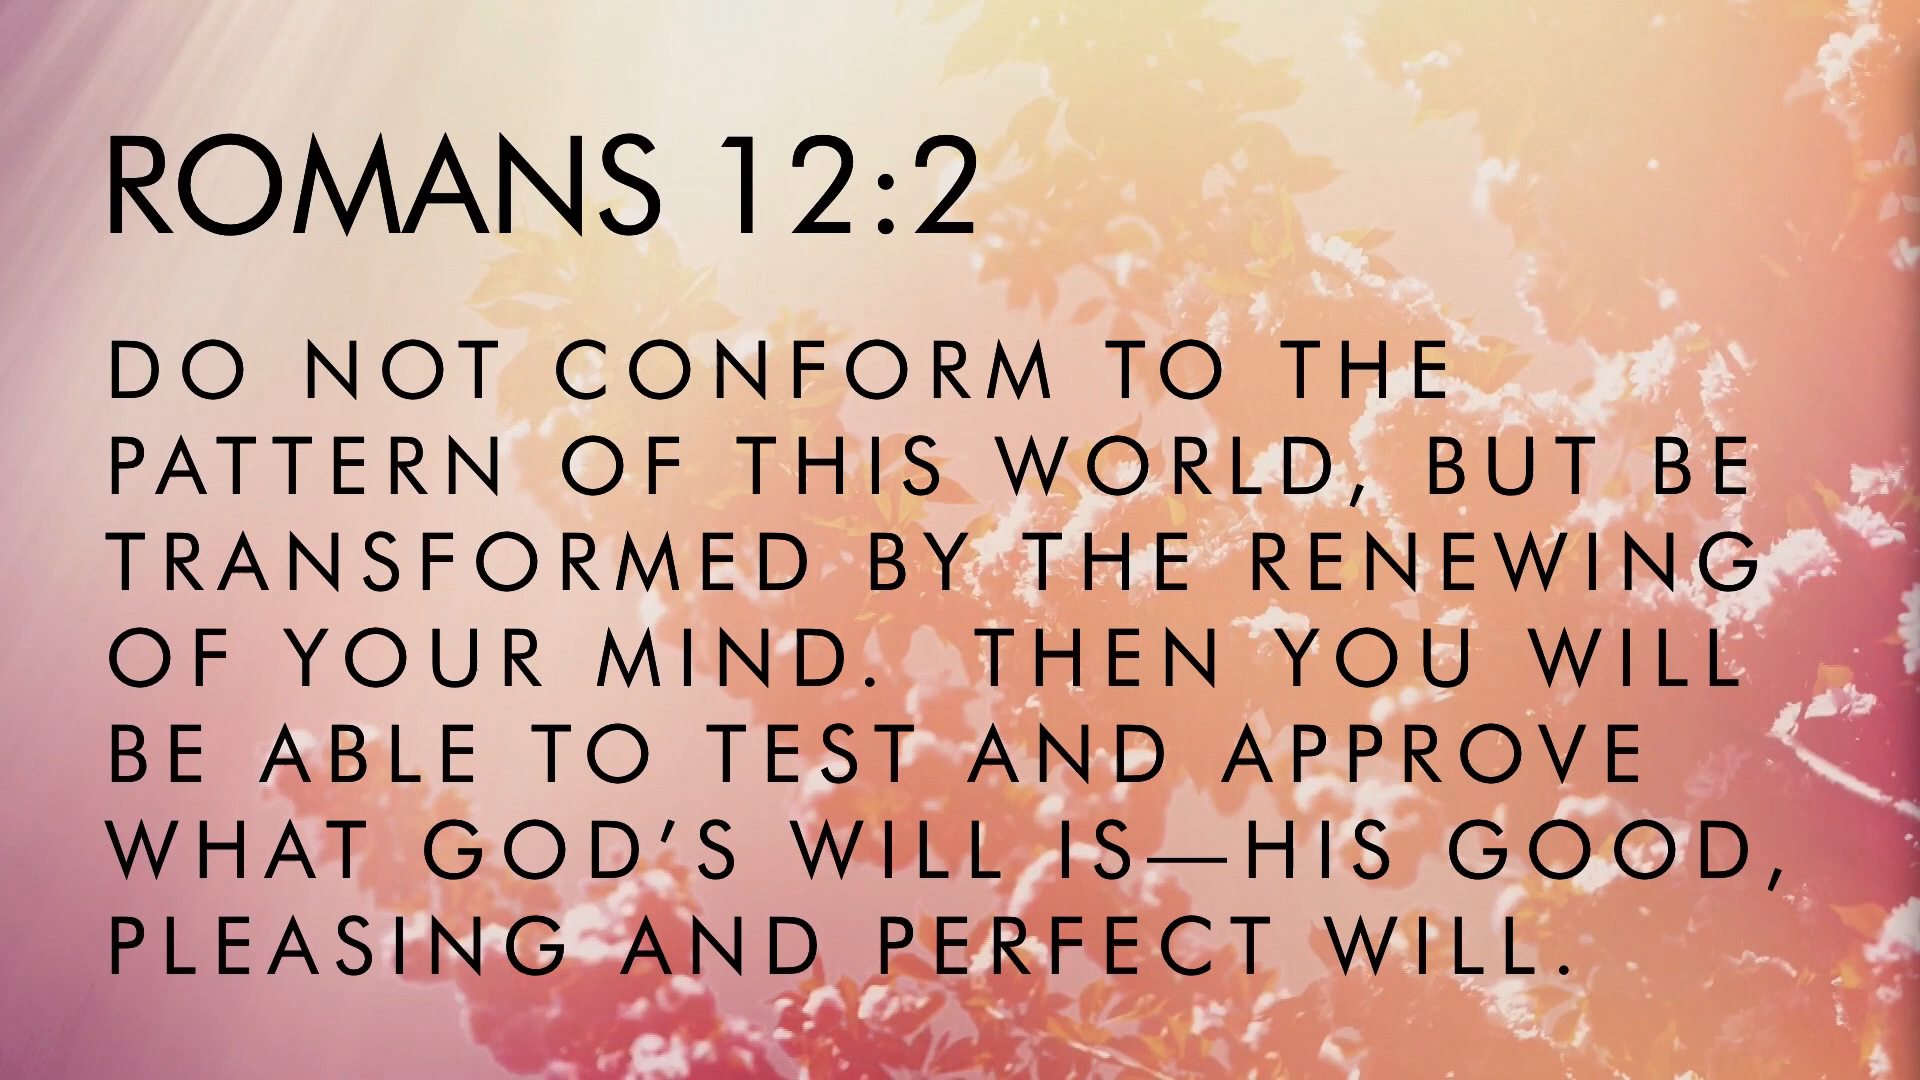 ROMANS 12:2
DO NOT CONFORM TO THE
PATTERN OF THIS WORLD, BUT BE
TRANSFORMED BY THE RENEWING
OF YOUR MIND.  THEN YOU WILL
BE ABLE TO TEST AND APPROVE
WHAT GOD’S WILL IS—HIS GOOD,
PLEASING AND PERFECT WILL.